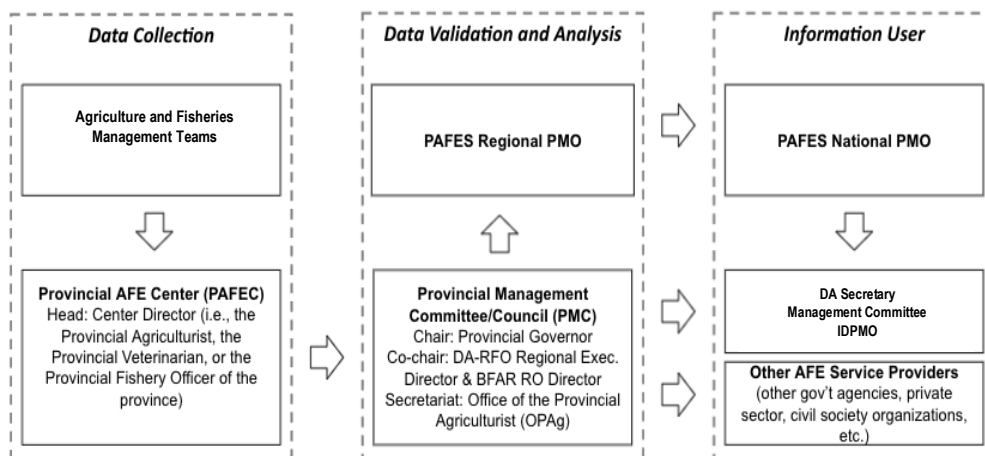 Data Collection
Agriculture and Fisheries
Management Teams
Provincial AFE Center (PAFEC)
Head: Center Director (i.e., the
Provincial Agriculturist, the
Provincial Veterinarian, or the
Provincial Fishery Officer of the
province)
Data Validation and Analysis
PAFES Regional PMO
Provincial Management
Committee/Council (PMC)
Chair: Provincial Governor
Co-chair: DA-RFO Regional Exec.
Director & BFAR RO Director
Secretariat: Office of the Provincial
Agriculturist (OPAg)
Information User
PAFES National PMO
DA Secretary
Management Committee
IDPMO
Other AFE Service Providers
(other gov't agencies, private
sector, civil society organizations,
etc.)